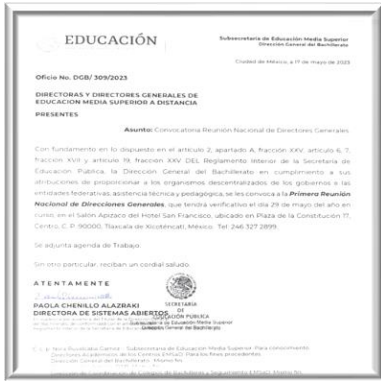 EDUCACIÓN
Subsecretaría de Educación Media Superior
Dirección General del Bachillerato
Ciudad de México, a 17 de mayo de 2023
Oficio No. DGB/ 309/2023
DIRECTORAS Y DIRECTORES GENERALES DE
EDUCACION MEDIA SUPERIOR A DISTANCIA
PRESENTES
Asunto: Convocatoria Reunión Nacional de Directores Generales
Con fundamento en lo dispuesto en el artículo 2, apartado A, fracción XXV, artículo 6, 7,
fracción XVII y artículo 19, fracción XXV DEL Reglamento Interior de la Secretaría de
Educación Pública, la Dirección General del Bachillerato en cumplimiento a sus
atribuciones de proposicionar a los organismos descentralizados de los gobiernos e las
entidades federativas, asistencia técnica y pedagógica, se les convoca a la Primera Reunión
Nacional de Direcciones Generales, que tendrá verificativo el día 29 de mayo del año en
curso, en el Salón Apizaco del Hotel San Francisco, ubicado en Plaza de la Constitución 17,
Centro, C. P. 90000, Tlaxcala de Xicoténcatl, México. Tel: 246 327 2899.
Se adjunta agenda de Trabajo.
Sin otro particular, reciban un cordial saludo.
ATENTAMENTE
PAOLA CHENILLO ALAZRAKI
DIRECTORA DE SISTEMAS ABIERTOS
SECRETARÍA
DE
EDUCACIÓN PÚBLICA
Subsecretaría de Educación Media Superior
Dirección General del Bachillerato
Subsecretaria de Educación Media Superior. Para conocimiento